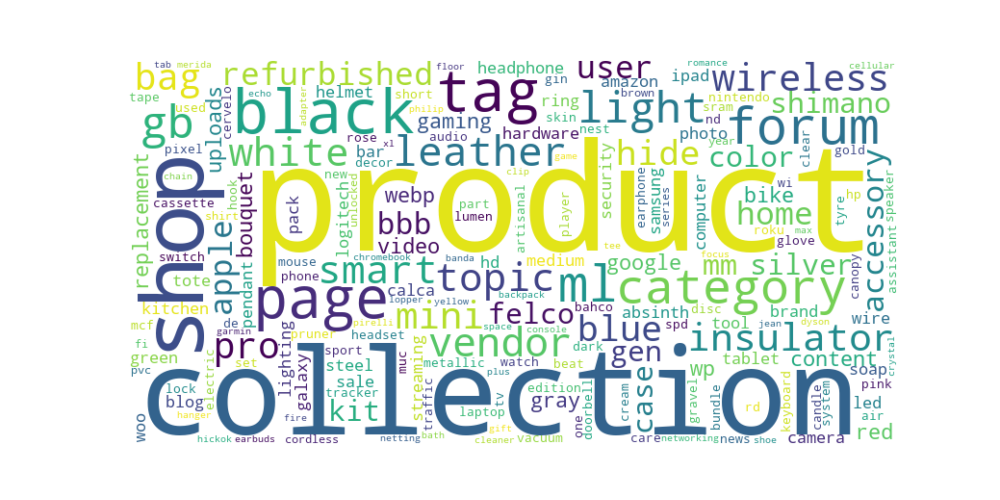 tab merida
bag
refurbished
headphone
user
romance
cellular
wireless
tape used
echo
helmet
short
tag
gin
amazon
ipad
brown
nintendo
shimano
gb
uploads
cervelo
black
adapter
philip
gaming
ring
skin
light
sram
nd
forum
pixel
rose
xl
audio
hardware
nest
photo
year
clear
gold
white
bar
decor
leather
game
hide
color
wi
hp
accessory
replacement
chain
hook
new
clip
security
cassette
shirt
bouquet
pack
unlocked
logitech
webp
part
lumen
artisanal
player
earphone
samsung
series
computer
bike
home
tyre
speaker
assistant
shop
product
bbb
video
tee
roku max
glove
switch
apple
mouse
chromebook
banda
hd
medium
google
focus
mm silver
canopy
tote
pendant
phone
smart
topic
ml
category
backpack
kitchen
calca
lopper
yellow
mini
felco
bahco
absinth
disc
brand
wire
mcf
de
garmin
page
pirelli
space
console
blue
spd
tool
jean
dyson
crystal
fi
green
pro
pruner
headset
vendor
dark
gen
insulator
pvc
electric
set
lighting
sport
muc
metallic
watch
beat
tablet
content
soap
plus
wp
lock
blog
galaxy
steel
sale
tracker
streaming
traffic
tv
edition
gray
doorbell
cream
case
gravel
bundle
rd
keyboard
candle
system
pink
led
air
woo
hanger
fire
kit
laptop
gift
one
red
collection
hickok earbuds
cordless
netting
bath
cleaner
vacuum
care
networking
news
shoe
camera
floor